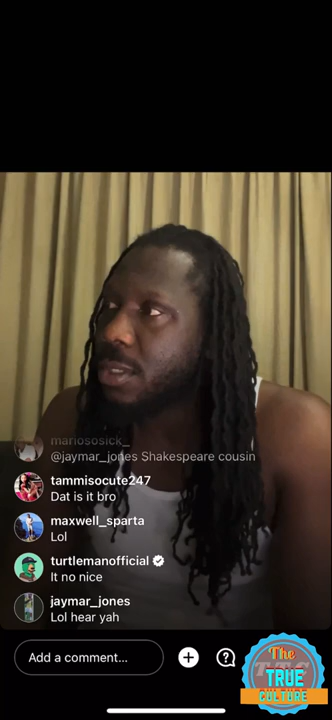 mariososick_
@jaymar_jones Shakespeare cousin
tammisocute247
Dat is it bro
maxwell_sparta
Lol
turtlemanofficial
It no nice
jaymar_jones
Lol hear yah
Add a comment...
The
TRUE
CULTURE